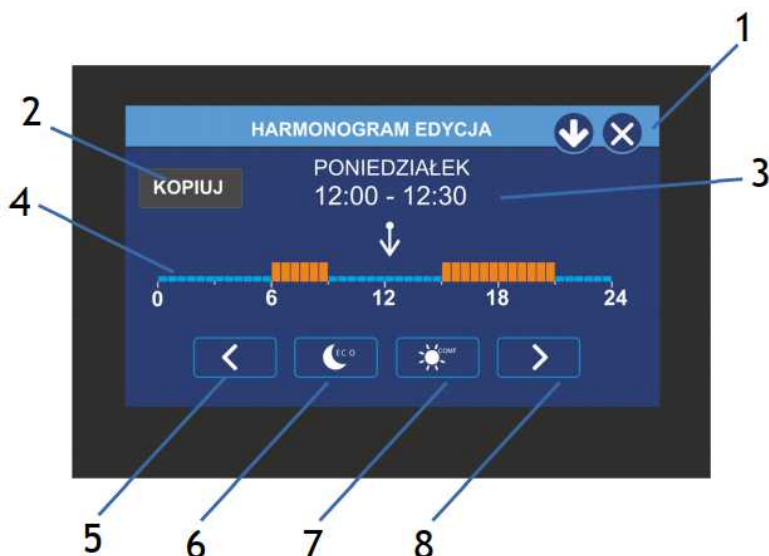 1
2
HARMONOGRAM EDYCJA
KOPIUJ
PONIEDZIAŁEK
12:00 - 12:30
3
4
0 6 12 18 24
ECO
COMF
5 6 7 8